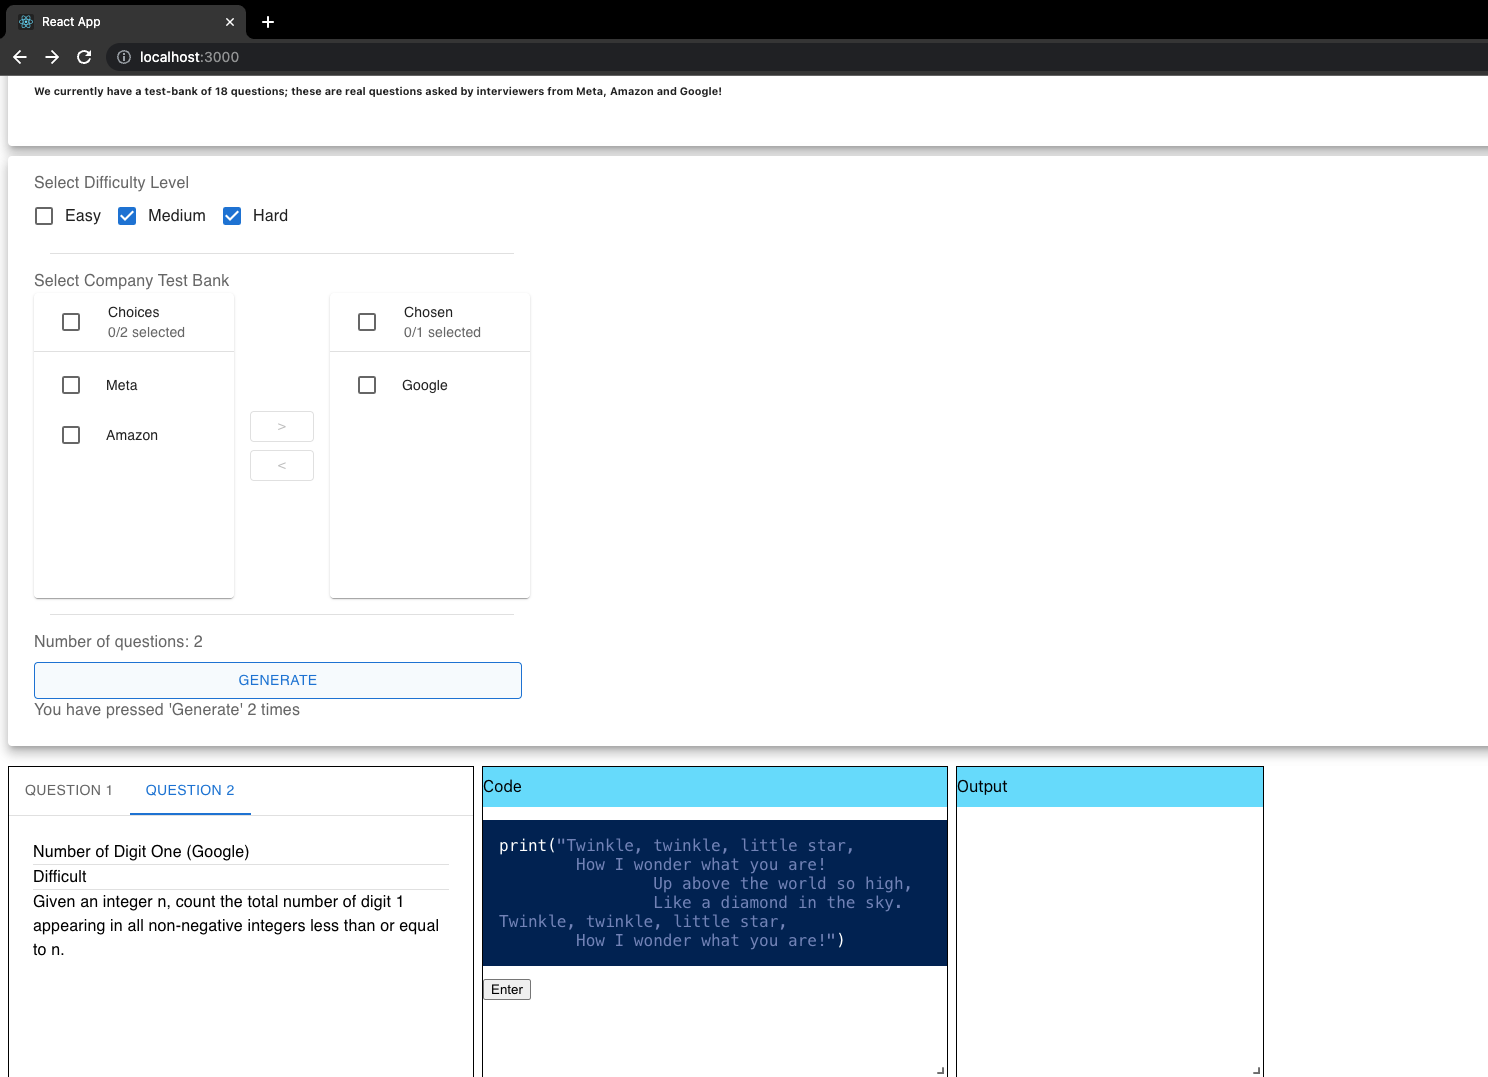 React App
localhost:3000
We currently have a test-bank of 18 questions; these are real questions asked by interviewers from Meta, Amazon and Google!
Select Difficulty Level
Easy Medium Hard
Select Company Test Bank
Choices
0/2 selected
Meta
Amazon
>
<
Chosen
0/1 selected
Google
Number of questions: 2
GENERATE
You have pressed 'Generate' 2 times
QUESTION 1 QUESTION 2
Number of Digit One (Google)
Difficult
Given an integer n, count the total number of digit 1
appearing in all non-negative integers less than or equal
to n.
Code
print("Twinkle, twinkle, little star,
How I wonder what you are!
Up above the world so high,
Like a diamond in the sky.
Twinkle, twinkle, little star,
How I wonder what you are!")
Enter
Output